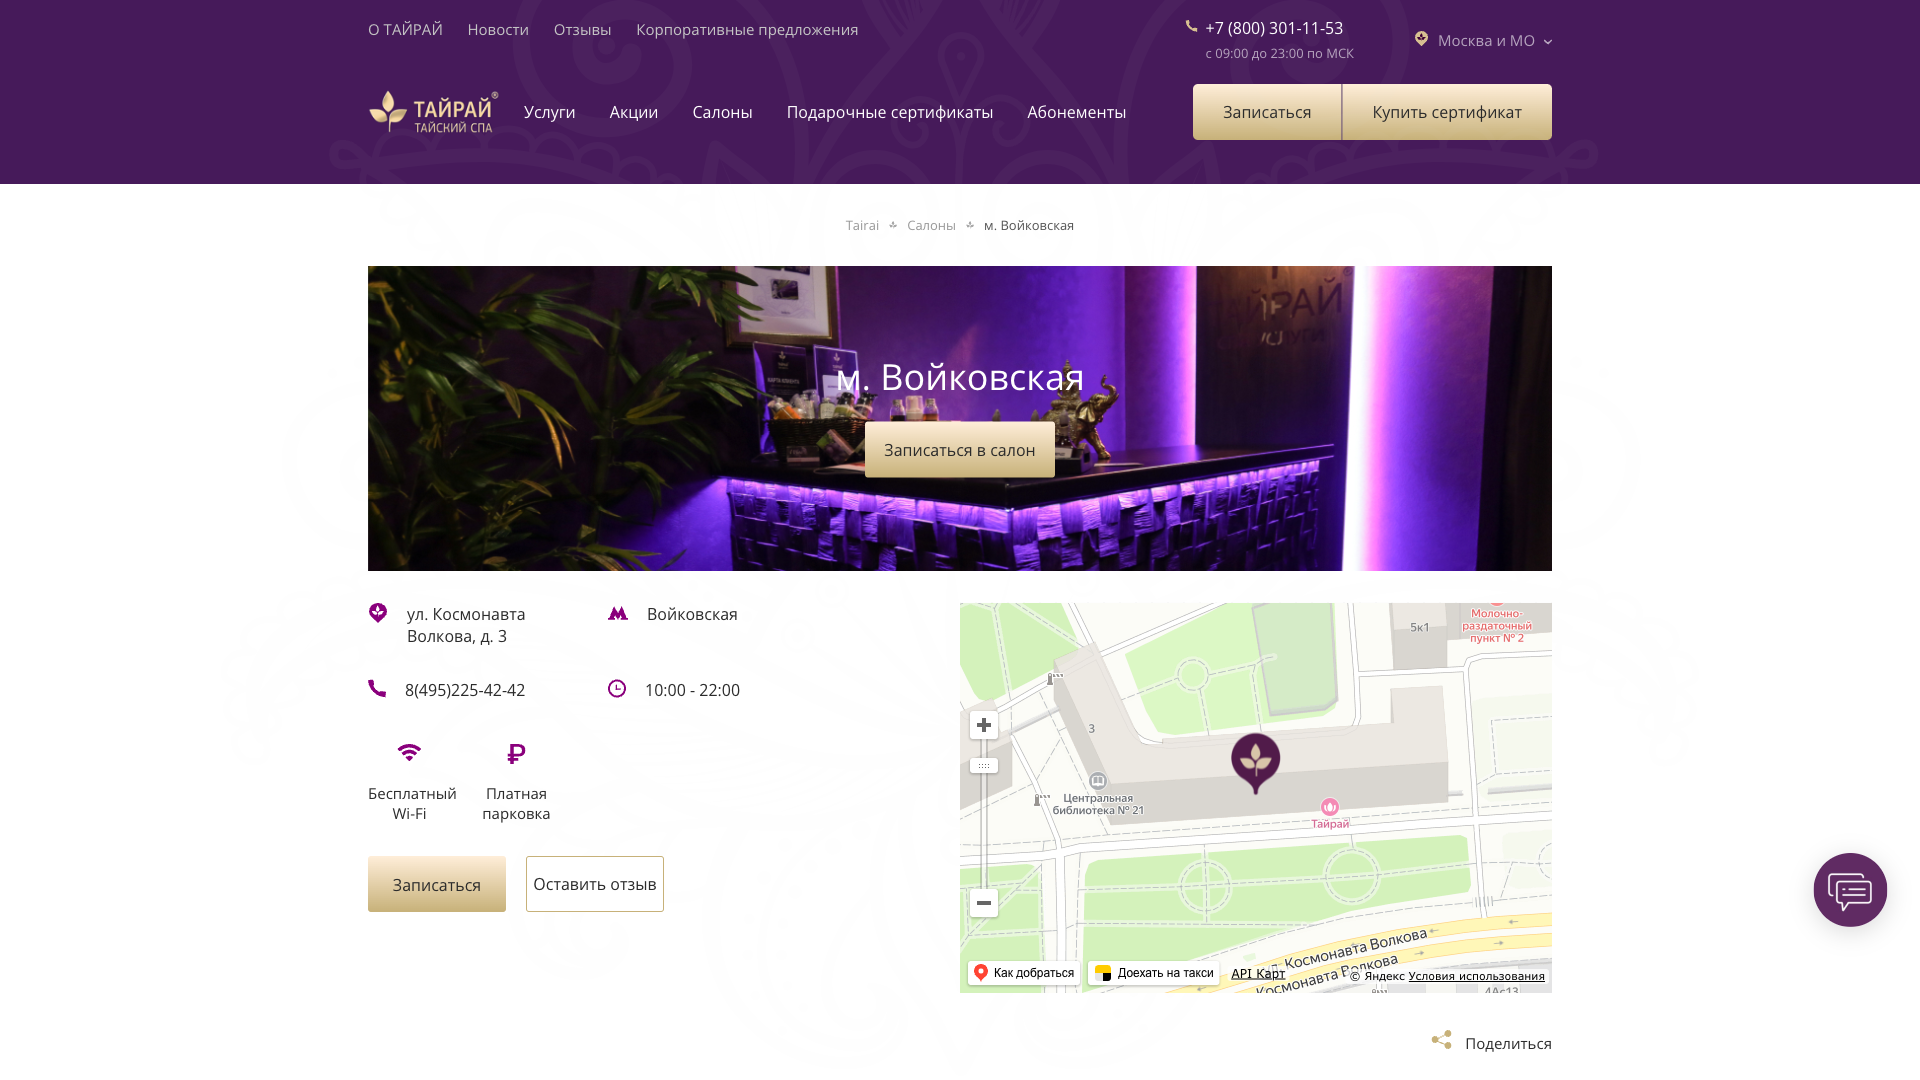 О ТАЙРАЙ
Новости
Отзывы
Корпоративные предложения
+7 (800) 301-11-53
с 09:00 до 23:00 по МСК
Москва и МО
ТАЙРАЙ®
ТАЙСКИЙ СПА
Услуги
Акции
Салоны
Подарочные сертификаты
Абонементы
Записаться
Купить сертификат
Tairai
Салоны
м. Войковская
м. Войковская
Записаться в салон
ул. Космонавта
Волкова, д. 3
Войковская
8(495)225-42-42
10:00 - 22:00
Бесплатный
Wi-Fi
Платная
парковка
Записаться
Оставить отзыв
5к1
Молочно-
раздаточный
пункт № 2
3
Центральная
библиотека № 21
Тайрай
Космонавта Волкова
Космонавта Волкова
Как добраться
Доехать на такси
API Карт
© Яндекс Условия использования
4Ас13
Поделиться